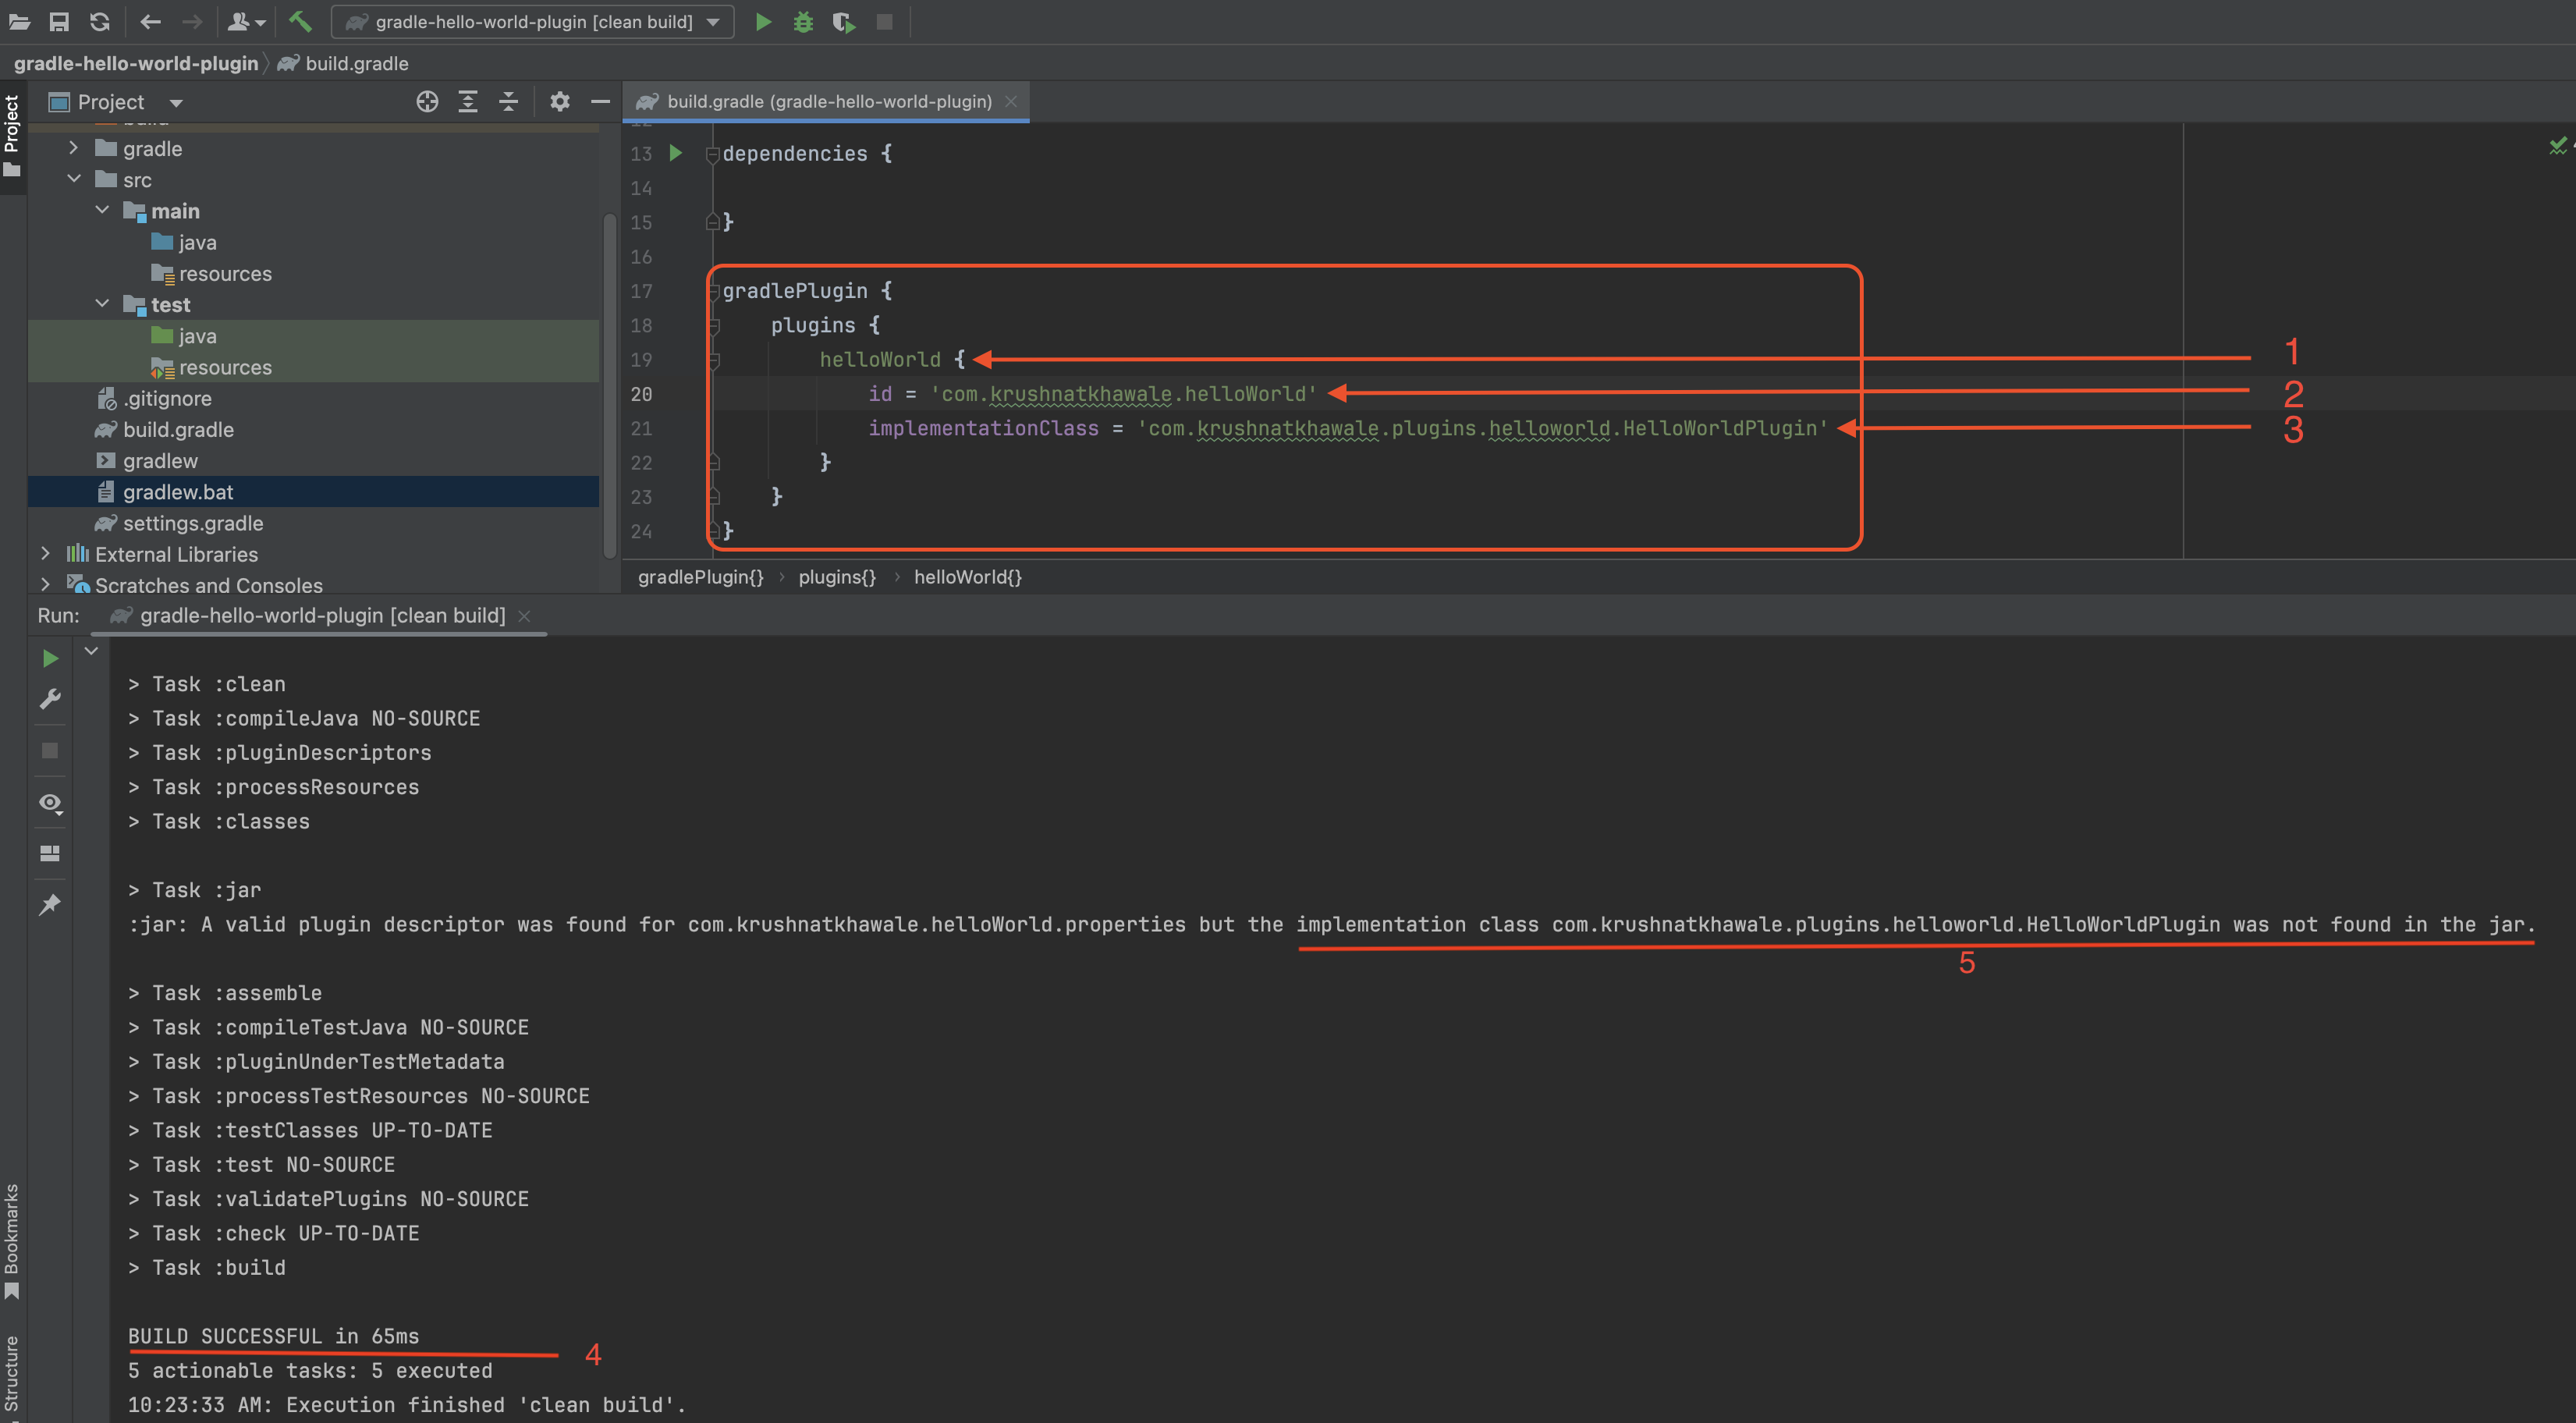 gradle-hello-world-plugin [clean build]
gradle-hello-world-plugin
build.gradle
Project
Project
build.gradle (gradle-hello-world-plugin)
gradle
src
main
java
resources
test
java
resources
.gitignore
build.gradle
gradlew
gradlew.bat
settings.gradle
External Libraries
Scratches and Consoles
13 dependencies {
14
15 }
16
17 gradlePlugin {
18 plugins {
19 helloWorld { 1
20 id = 'com.krushnatkhawale.helloWorld' 2
21 implementationClass = 'com.krushnatkhawale.plugins.helloworld.HelloWorldPlugin' 3
22 }
23 }
24 }
gradlePlugin{} › plugins{} › helloWorld{}
Run: gradle-hello-world-plugin [clean build]
> Task :clean
> Task :compileJava NO-SOURCE
> Task :pluginDescriptors
> Task :processResources
> Task :classes
> Task :jar
:jar: A valid plugin descriptor was found for com.krushnatkhawale.helloWorld.properties but the implementation class com.krushnatkhawale.plugins.helloworld.HelloWorldPlugin was not found in the jar.
5
> Task :assemble
> Task :compileTestJava NO-SOURCE
> Task :pluginUnderTestMetadata
> Task :processTestResources NO-SOURCE
> Task :testClasses UP-TO-DATE
> Task :test NO-SOURCE
> Task :validatePlugins NO-SOURCE
> Task :check UP-TO-DATE
> Task :build
BUILD SUCCESSFUL in 65ms
4
5 actionable tasks: 5 executed
10:23:33 AM: Execution finished 'clean build'.
Bookmarks
Structure